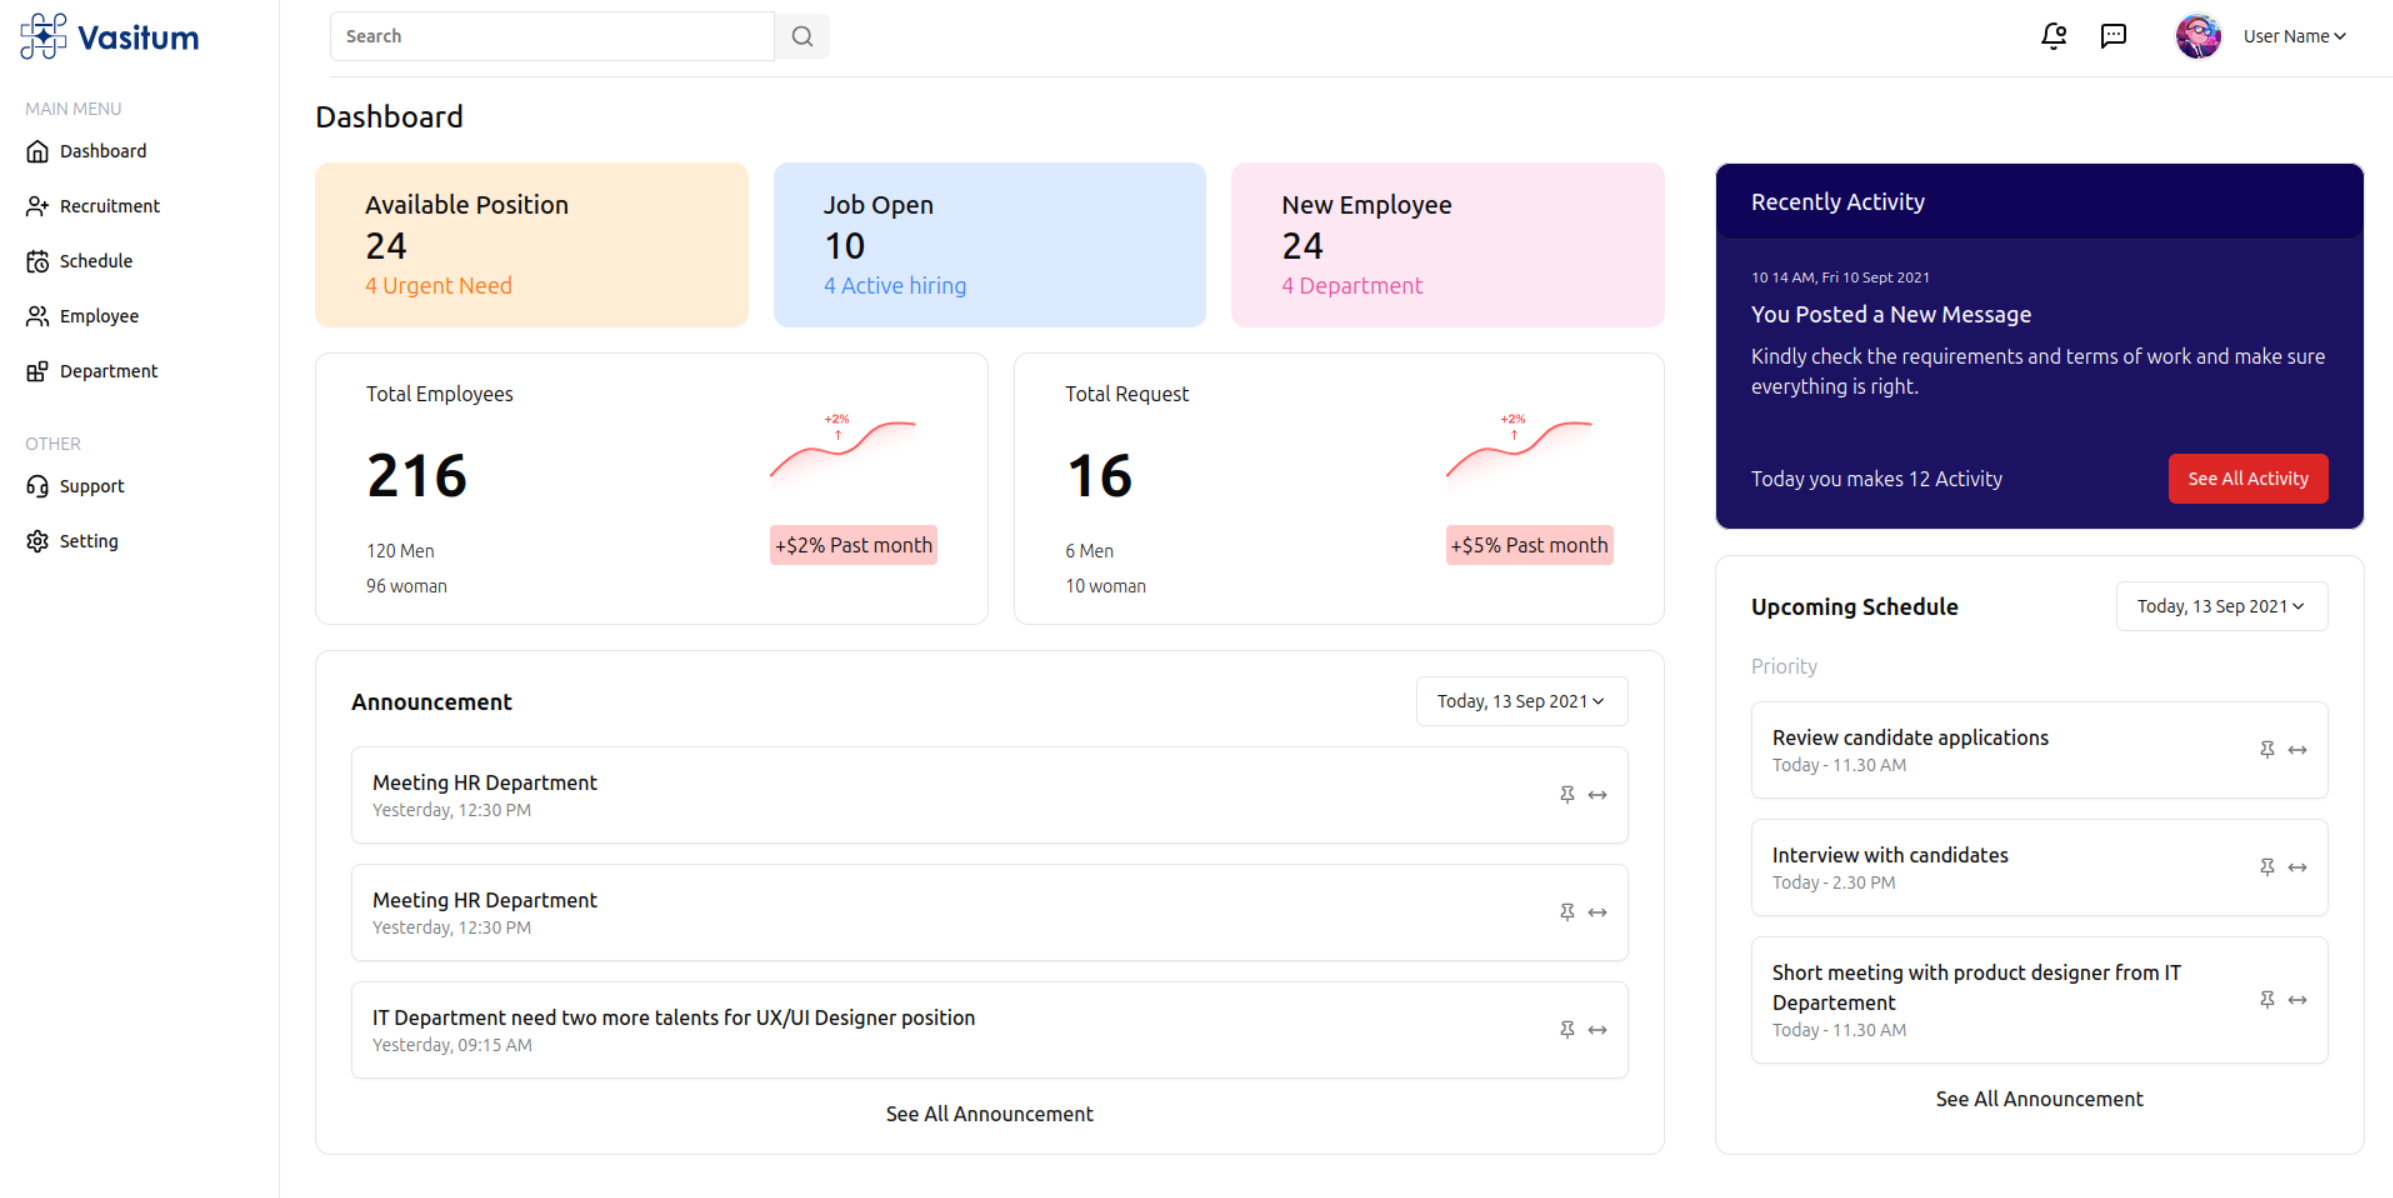 Vasitum
Search
User Name
MAIN MENU
Dashboard
Recruitment
Schedule
Employee
Department
OTHER
Support
Setting
Dashboard
Available Position
24
4 Urgent Need
Job Open
10
4 Active hiring
New Employee
24
4 Department
Total Employees
216
120 Men
96 woman
+2%
↑
+$2% Past month
Total Request
16
6 Men
10 woman
+2%
↑
+$5% Past month
Announcement
Today, 13 Sep 2021
Meeting HR Department
Yesterday, 12:30 PM
Meeting HR Department
Yesterday, 12:30 PM
IT Department need two more talents for UX/UI Designer position
Yesterday, 09:15 AM
See All Announcement
Recently Activity
10 14 AM, Fri 10 Sept 2021
You Posted a New Message
Kindly check the requirements and terms of work and make sure
everything is right.
Today you makes 12 Activity
See All Activity
Upcoming Schedule
Today, 13 Sep 2021
Priority
Review candidate applications
Today - 11.30 AM
Interview with candidates
Today - 2.30 PM
Short meeting with product designer from IT
Departement
Today - 11.30 AM
See All Announcement